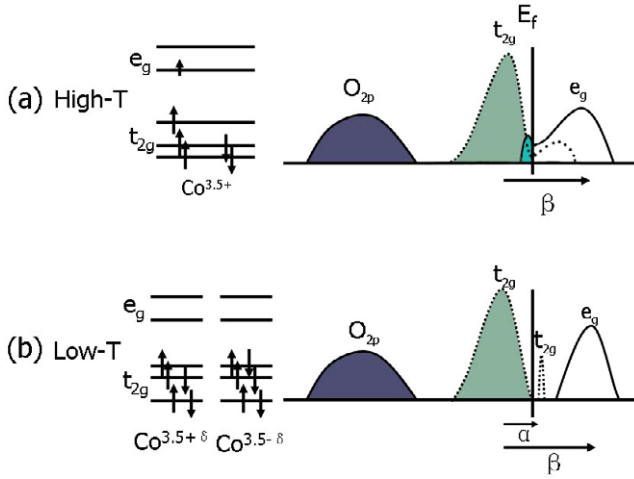 E_f
t_2g
e_g
O_2p
e_g
(a) High-T
t_2g
Co^3.5+
β
t_2g
e_g
e_g
O_2p
t_2g
(b) Low-T
t_2g
Co^3.5+δ Co^3.5-δ
α
β